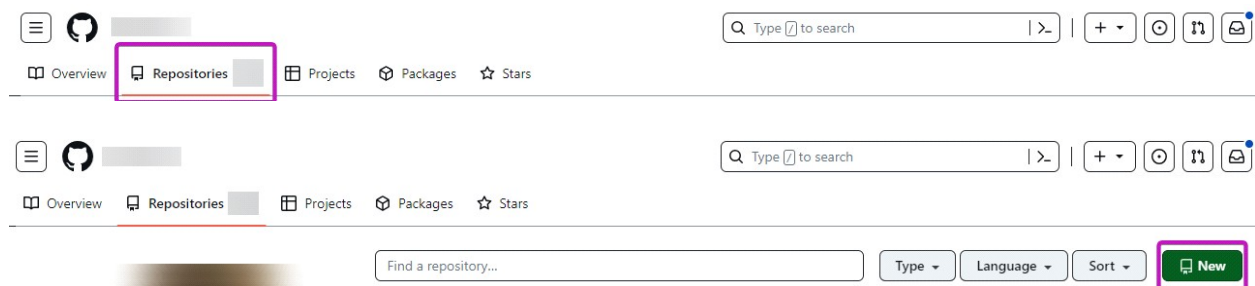 Type / to search
Overview Repositories Projects Packages Stars
Type / to search
Overview Repositories Projects Packages Stars
Find a repository... Type Language Sort New